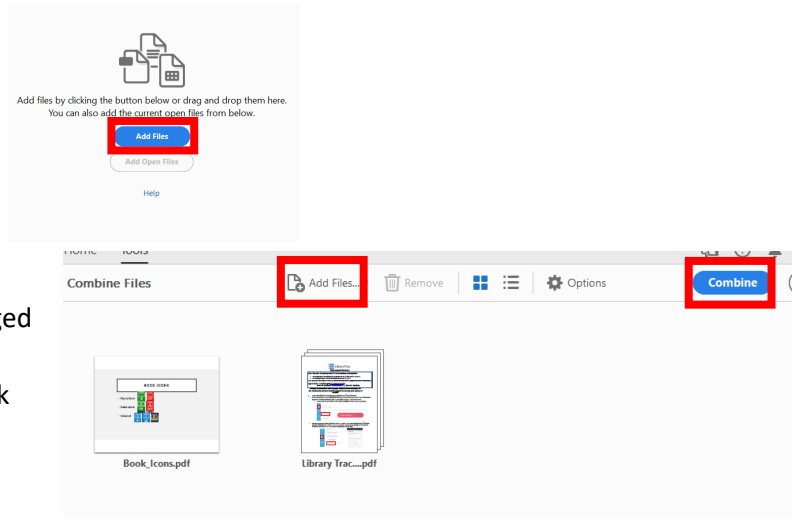 Add files by clicking the button below or drag and drop them here.
You can also add the current open files from below.
Add Files
Add Open Files
Help
Home Tools
Combine Files Add Files... Remove Options Combine
BOOK ICONS
Book_Icons.pdf Library Trac....pdf